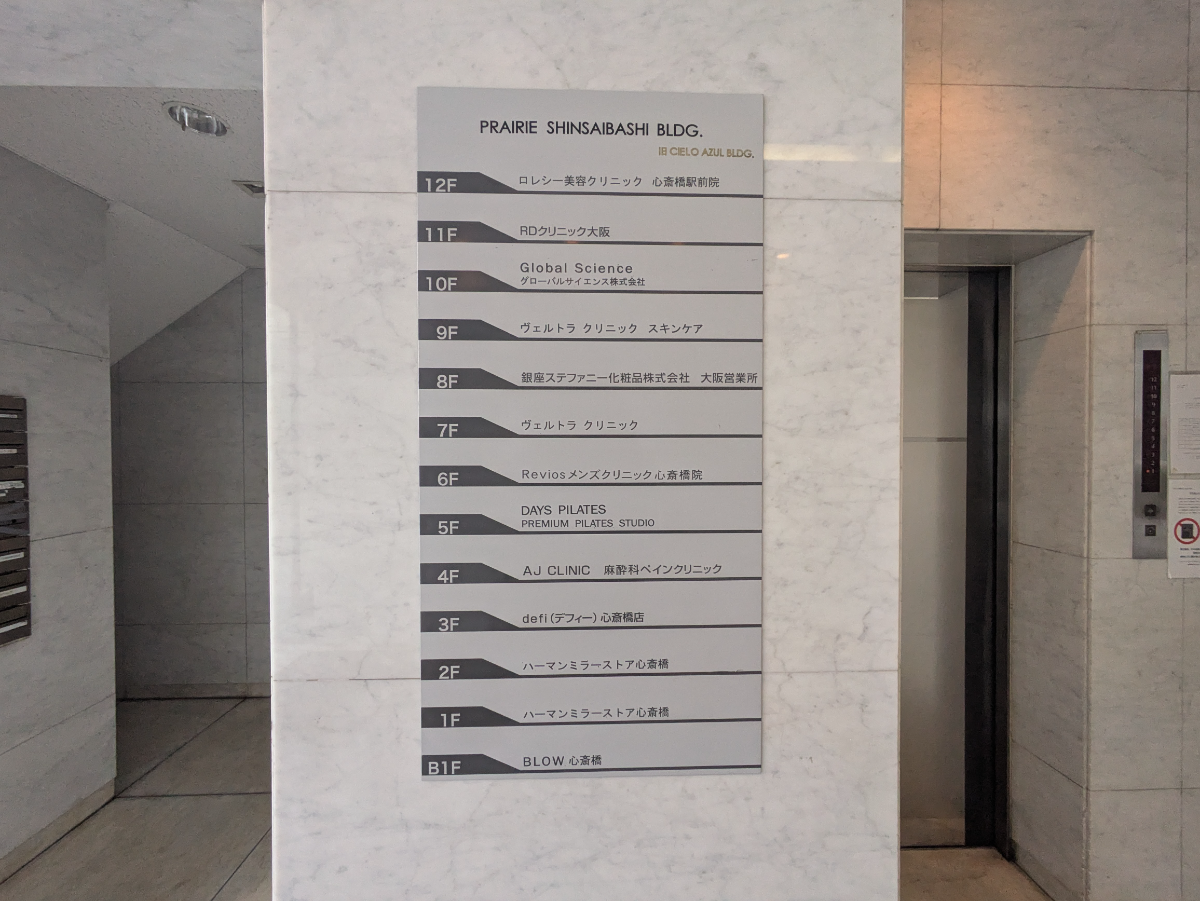 PRAIRIE SHINSAIBASHI BLDG.
IEI CIELO AZUL BLDG.
12F ロレシー美容クリニック 心斎橋駅前院
11F RDクリニック大阪
10F Global Science
グローバルサイエンス株式会社
9F ヴェルトラ クリニック スキンケア
8F 銀座ステファニー化粧品株式会社 大阪営業所
7F ヴェルトラ クリニック
6F Reviosメンズクリニック心斎橋院
5F DAYS PILATES
PREMIUM PILATES STUDIO
4F AJ CLINIC 麻酔科ペインクリニック
3F defi(デフィー)心斎橋店
2F ハーマンミラーストア心斎橋
1F ハーマンミラーストア心斎橋
B1F BLOW 心斎橋